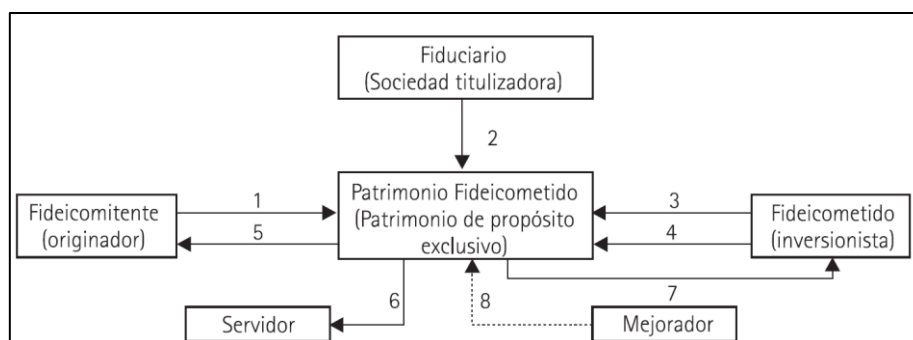 Fiduciario
(Sociedad titulizadora)
2
Fideicomitente
(originador)
1
5
Patrimonio Fideicometido
(Patrimonio de propósito
exclusivo)
3
4
Fideicometido
(inversionista)
6
8
7
Servidor
Mejorador